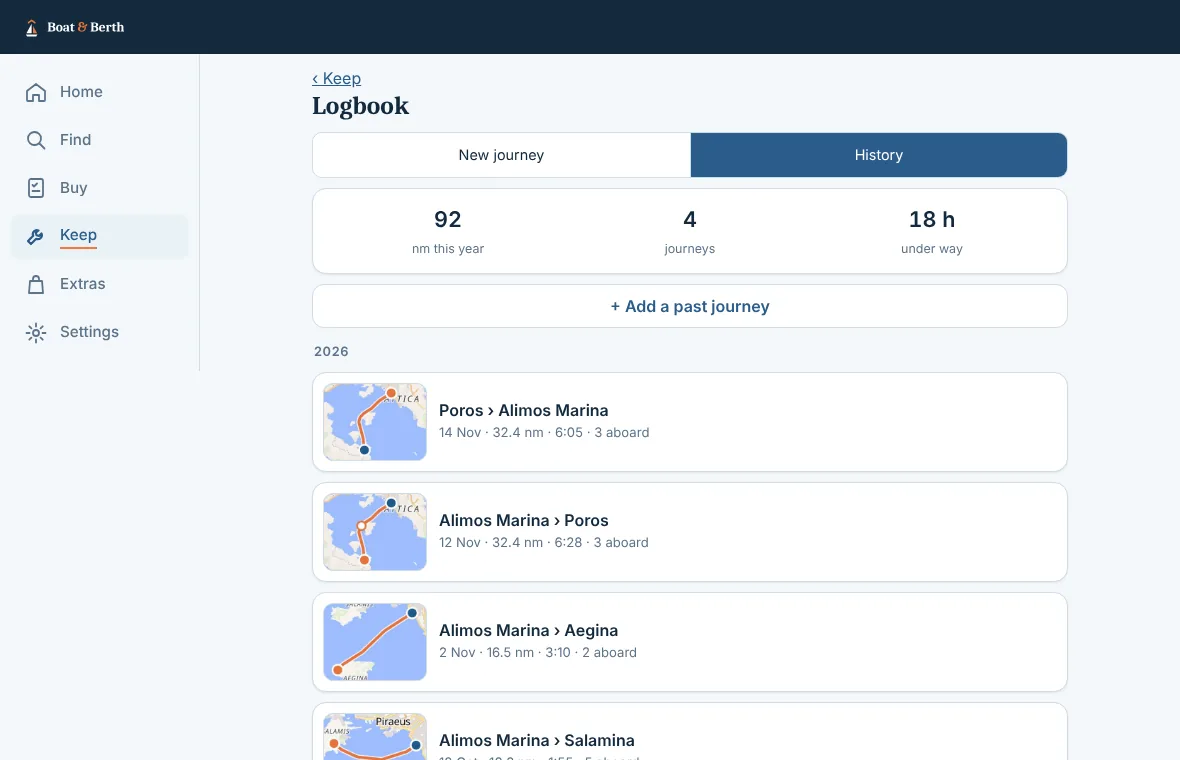 Boat & Berth
Home
Find
Buy
Keep
Extras
Settings
‹ Keep
Logbook
New journey
History
92
nm this year
4
journeys
18 h
under way
+ Add a past journey
2026
Poros › Alimos Marina
14 Nov · 32.4 nm · 6:05 · 3 aboard
Alimos Marina › Poros
12 Nov · 32.4 nm · 6:28 · 3 aboard
Alimos Marina › Aegina
2 Nov · 16.5 nm · 3:10 · 2 aboard
AEGINA
Piraeus
Alimos Marina › Salamina